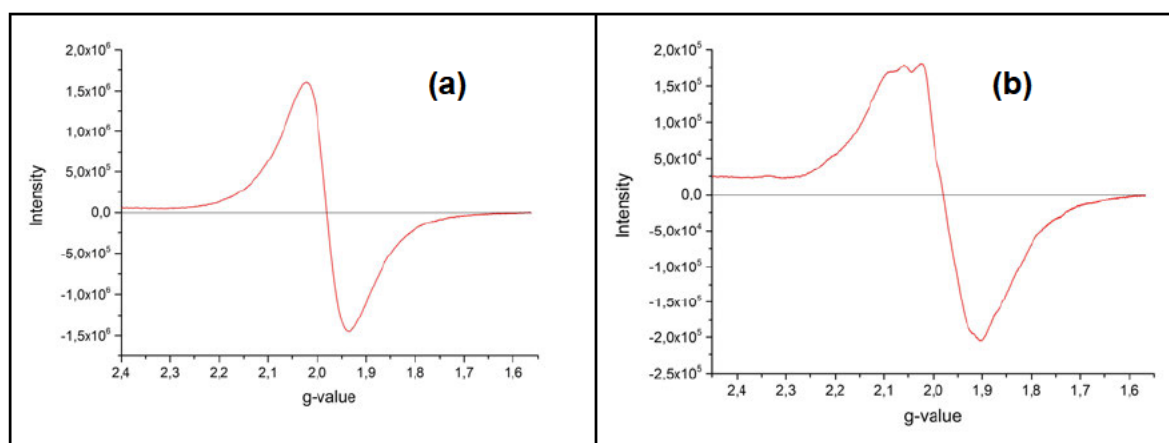 (a)
Intensity
2,0x10⁶
1,5x10⁶
1,0x10⁶
5,0x10⁵
0,0
-5,0x10⁵
-1,0x10⁶
-1,5x10⁶
2,4 2,3 2,2 2,1 2,0 1,9 1,8 1,7 1,6
g-value
(b)
Intensity
2,0x10⁵
1,5x10⁵
1,0x10⁵
5,0x10⁴
0,0
-5,0x10⁴
-1,0x10⁵
-1,5x10⁵
-2,0x10⁵
-2,5x10⁵
2,4 2,3 2,2 2,1 2,0 1,9 1,8 1,7 1,6
g-value